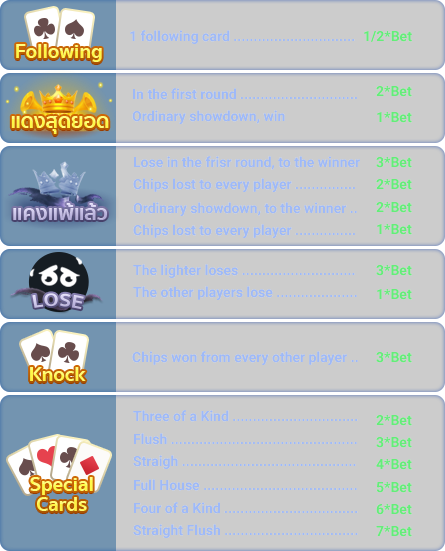 Following
1 following card .............................. 1/2*Bet
แดงสุดยอด
In the first round ............................. 2*Bet
Ordinary showdown, win 1*Bet
แคงแพ้แล้ว
Lose in the frisr round, to the winner 3*Bet
Chips lost to every player ............... 2*Bet
Ordinary showdown, to the winner .. 2*Bet
Chips lost to every player ............... 1*Bet
LOSE
The lighter loses ............................ 3*Bet
The other players lose .................... 1*Bet
Knock
Chips won from every other player .. 3*Bet
Special
Cards
Three of a Kind ............................... 2*Bet
Flush .............................................. 3*Bet
Straigh ........................................... 4*Bet
Full House ...................................... 5*Bet
Four of a Kind ................................. 6*Bet
Straight Flush ................................. 7*Bet